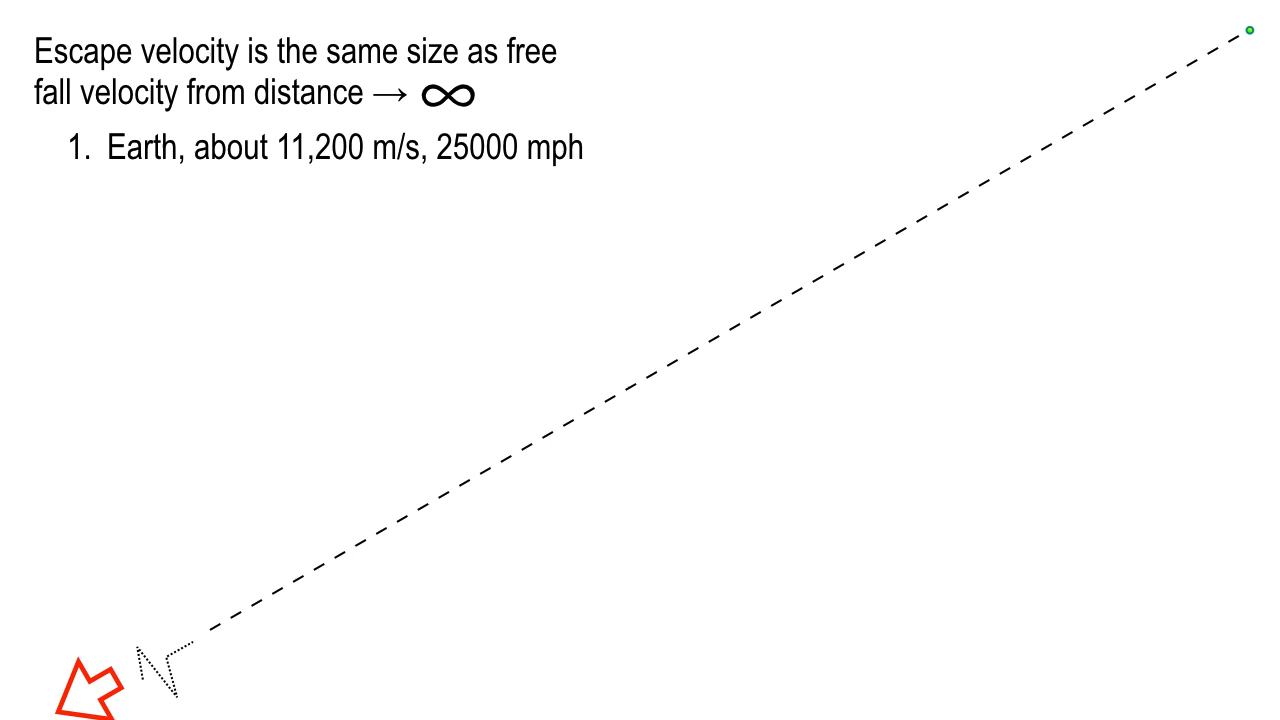 Escape velocity is the same size as free
fall velocity from distance → ∞
1. Earth, about 11,200 m/s, 25000 mph